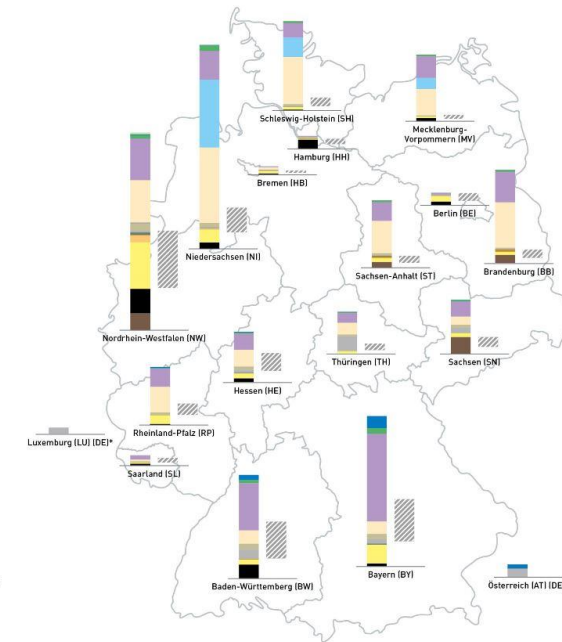 Schleswig-Holstein (SH)
Mecklenburg-
Vorpommern (MV)
Hamburg (HH)
Bremen (HB)
Berlin (BE)
Niedersachsen (NI)
Sachsen-Anhalt (ST)
Brandenburg (BB)
Nordrhein-Westfalen (NW)
Thüringen (TH)
Sachsen (SN)
Hessen (HE)
Rheinland-Pfalz (RP)
Luxemburg (LU) (DE)*
Saarland (SL)
Baden-Württemberg (BW)
Bayern (BY)
Österreich (AT) (DE